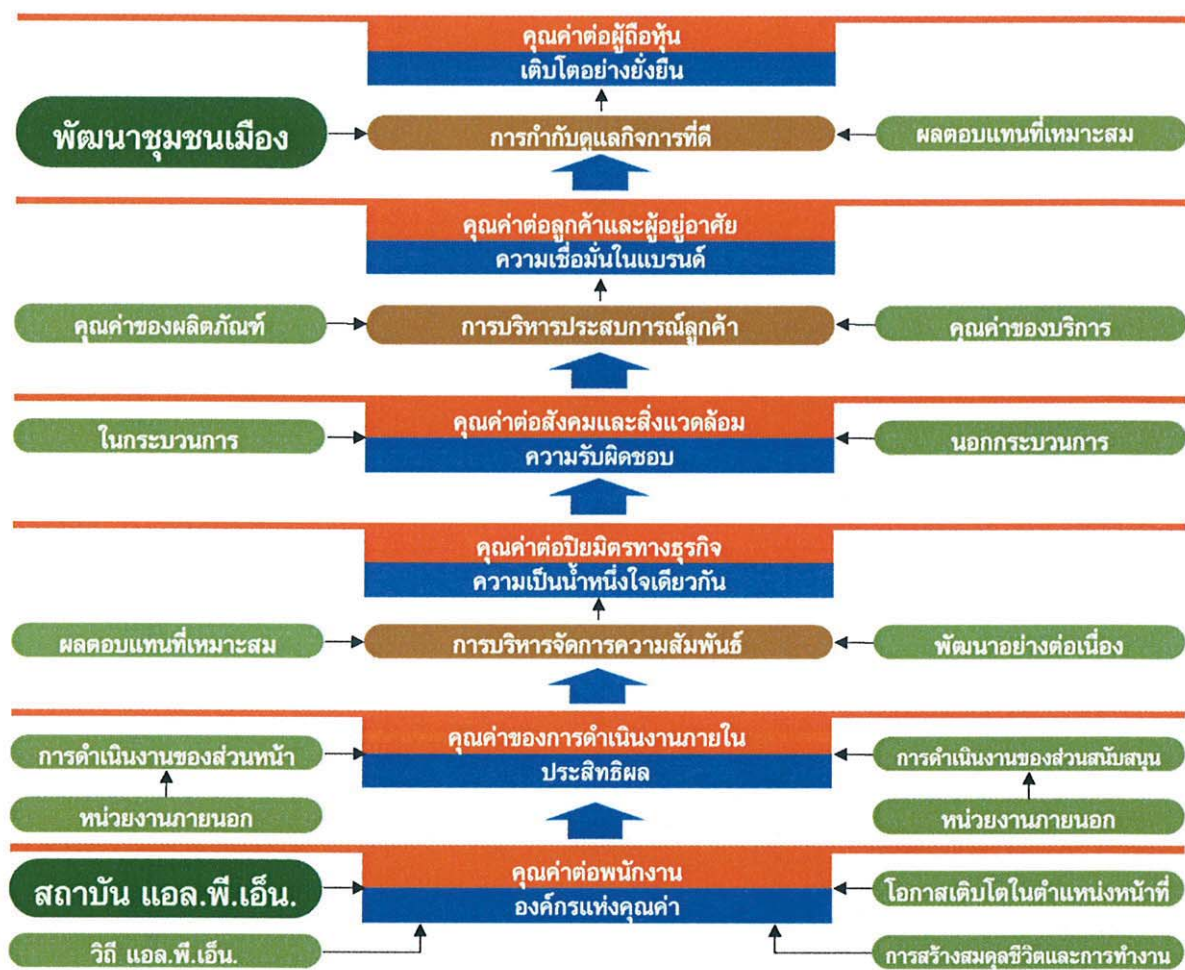 คุณค่าต่อผู้ถือหุ้น
เติบโตอย่างยั่งยืน
พัฒนาชุมชนเมือง
การกำกับดูแลกิจการที่ดี
ผลตอบแทนที่เหมาะสม
คุณค่าต่อลูกค้าและผู้อยู่อาศัย
ความเชื่อมั่นในแบรนด์
คุณค่าของผลิตภัณฑ์
การบริหารประสบการณ์ลูกค้า
คุณค่าของบริการ
ในกระบวนการ
คุณค่าต่อสังคมและสิ่งแวดล้อม
ความรับผิดชอบ
นอกกระบวนการ
คุณค่าต่อปิยมิตรทางธุรกิจ
ความเป็นน้ำหนึ่งใจเดียวกัน
ผลตอบแทนที่เหมาะสม
การบริหารจัดการความสัมพันธ์
พัฒนาอย่างต่อเนื่อง
คุณค่าของการดำเนินงานภายใน
ประสิทธิผล
การดำเนินงานของส่วนหน้า
การดำเนินงานของส่วนสนับสนุน
หน่วยงานภายนอก
หน่วยงานภายนอก
สถาบัน แอล.พี.เอ็น.
คุณค่าต่อพนักงาน
องค์กรแห่งคุณค่า
โอกาสเติบโตในตำแหน่งหน้าที่
วิถี แอล.พี.เอ็น.
การสร้างสมดุลชีวิตและการทำงาน